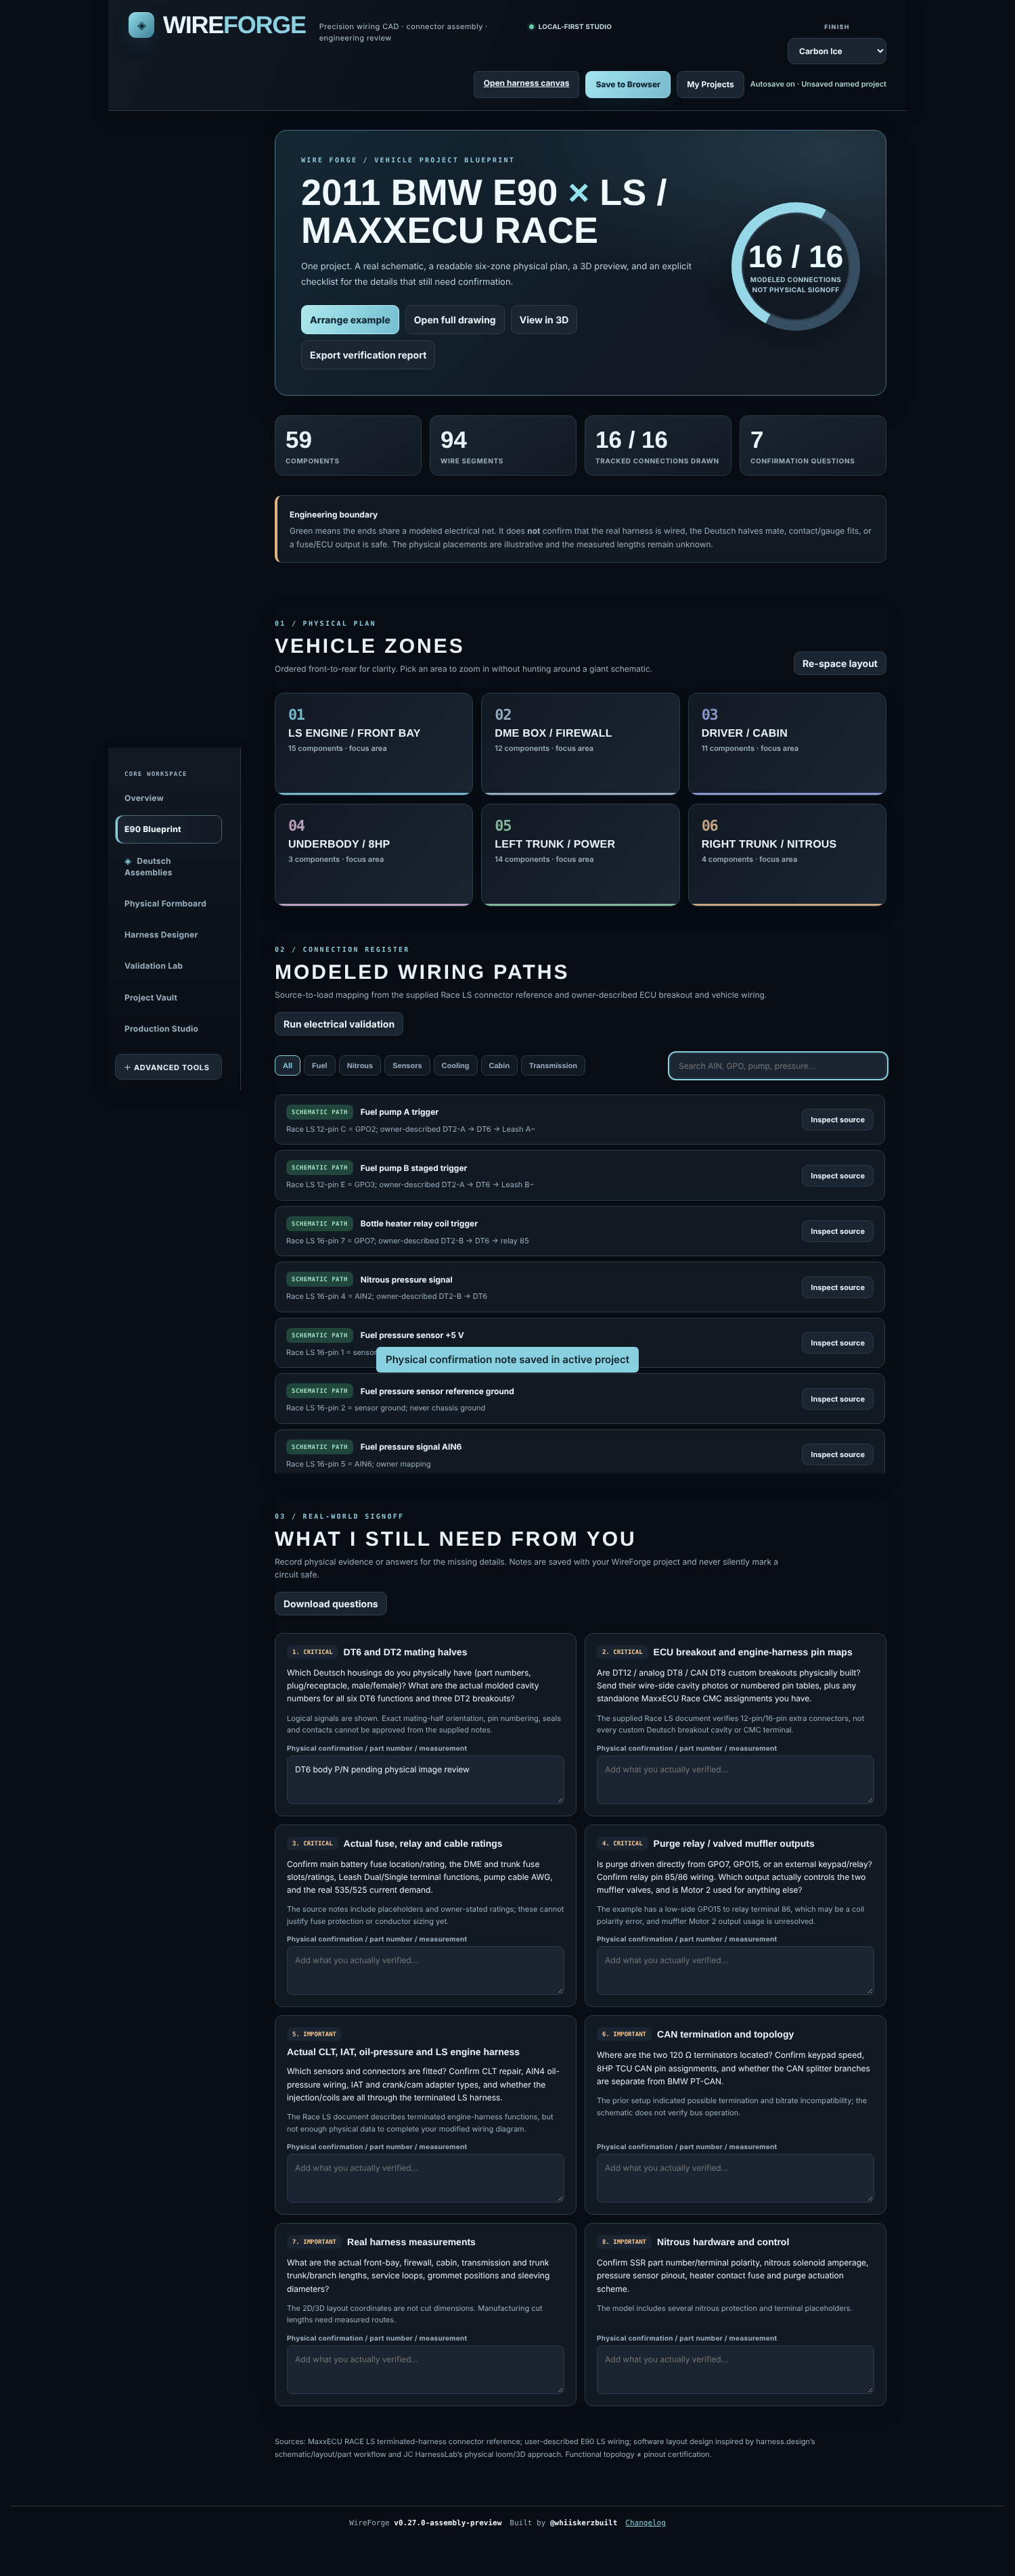 WIREFORGE
Precision wiring CAD · connector assembly ·
engineering review
LOCAL-FIRST STUDIO
FINISH
Carbon Ice
Open harness canvas
Save to Browser
My Projects
Autosave on · Unsaved named project
WIRE FORGE / VEHICLE PROJECT BLUEPRINT
2011 BMW E90 × LS /
MAXXECU RACE
One project. A real schematic, a readable six-zone physical plan, a 3D preview, and an explicit
checklist for the details that still need confirmation.
Arrange example
Open full drawing
View in 3D
Export verification report
16 / 16
MODELED CONNECTIONS
NOT PHYSICAL SIGNOFF
59
COMPONENTS
94
WIRE SEGMENTS
16 / 16
TRACKED CONNECTIONS DRAWN
7
CONFIRMATION QUESTIONS
Engineering boundary
Green means the ends share a modeled electrical net. It does not confirm that the real harness is wired, the Deutsch halves mate, contact/gauge fits, or
a fuse/ECU output is safe. The physical placements are illustrative and the measured lengths remain unknown.
01 / PHYSICAL PLAN
VEHICLE ZONES
Ordered front-to-rear for clarity. Pick an area to zoom in without hunting around a giant schematic.
Re-space layout
01
LS ENGINE / FRONT BAY
15 components · focus area
02
DME BOX / FIREWALL
12 components · focus area
03
DRIVER / CABIN
11 components · focus area
04
UNDERBODY / 8HP
3 components · focus area
05
LEFT TRUNK / POWER
14 components · focus area
06
RIGHT TRUNK / NITROUS
4 components · focus area
CORE WORKSPACE
Overview
E90 Blueprint
◈ Deutsch
Assemblies
Physical Formboard
Harness Designer
Validation Lab
Project Vault
Production Studio
+ ADVANCED TOOLS
02 / CONNECTION REGISTER
MODELED WIRING PATHS
Source-to-load mapping from the supplied Race LS connector reference and owner-described ECU breakout and vehicle wiring.
Run electrical validation
All
Fuel
Nitrous
Sensors
Cooling
Cabin
Transmission
Search AIN, GPO, pump, pressure...
SCHEMATIC PATH Fuel pump A trigger
Race LS 12-pin C = GPO2; owner-described DT2-A → DT6 → Leash A−
Inspect source
SCHEMATIC PATH Fuel pump B staged trigger
Race LS 12-pin E = GPO3; owner-described DT2-A → DT6 → Leash B−
Inspect source
SCHEMATIC PATH Bottle heater relay coil trigger
Race LS 16-pin 7 = GPO7; owner-described DT2-B → DT6 → relay 85
Inspect source
SCHEMATIC PATH Nitrous pressure signal
Race LS 16-pin 4 = AIN2; owner-described DT2-B → DT6
Inspect source
SCHEMATIC PATH Fuel pressure sensor +5 V
Race LS 16-pin 1 = sensor
Inspect source
Physical confirmation note saved in active project
SCHEMATIC PATH Fuel pressure sensor reference ground
Race LS 16-pin 2 = sensor ground; never chassis ground
Inspect source
SCHEMATIC PATH Fuel pressure signal AIN6
Race LS 16-pin 5 = AIN6; owner mapping
Inspect source
03 / REAL-WORLD SIGNOFF
WHAT I STILL NEED FROM YOU
Record physical evidence or answers for the missing details. Notes are saved with your WireForge project and never silently mark a
circuit safe.
Download questions
1. CRITICAL DT6 and DT2 mating halves
Which Deutsch housings do you physically have (part numbers,
plug/receptacle, male/female)? What are the actual molded cavity
numbers for all six DT6 functions and three DT2 breakouts?
Logical signals are shown. Exact mating-half orientation, pin numbering, seals
and contacts cannot be approved from the supplied notes.
Physical confirmation / part number / measurement
DT6 body P/N pending physical image review
2. CRITICAL ECU breakout and engine-harness pin maps
Are DT12 / analog DT8 / CAN DT8 custom breakouts physically built?
Send their wire-side cavity photos or numbered pin tables, plus any
standalone MaxxECU Race CMC assignments you have.
The supplied Race LS document verifies 12-pin/16-pin extra connectors, not
every custom Deutsch breakout cavity or CMC terminal.
Physical confirmation / part number / measurement
Add what you actually verified...
3. CRITICAL Actual fuse, relay and cable ratings
Confirm main battery fuse location/rating, the DME and trunk fuse
slots/ratings, Leash Dual/Single terminal functions, pump cable AWG,
and the real 535/525 current demand.
The source notes include placeholders and owner-stated ratings; these cannot
justify fuse protection or conductor sizing yet.
Physical confirmation / part number / measurement
Add what you actually verified...
4. CRITICAL Purge relay / valved muffler outputs
Is purge driven directly from GPO7, GPO15, or an external keypad/relay?
Confirm relay pin 85/86 wiring. Which output actually controls the two
muffler valves, and is Motor 2 used for anything else?
The example has a low-side GPO15 to relay terminal 86, which may be a coil
polarity error, and muffler Motor 2 output usage is unresolved.
Physical confirmation / part number / measurement
Add what you actually verified...
5. IMPORTANT
Actual CLT, IAT, oil-pressure and LS engine harness
Which sensors and connectors are fitted? Confirm CLT repair, AIN4 oil-
pressure wiring, IAT and crank/cam adapter types, and whether the
injection/coils are all through the terminated LS harness.
The Race LS document describes terminated engine-harness functions, but
not enough physical data to complete your modified wiring diagram.
Physical confirmation / part number / measurement
Add what you actually verified...
6. IMPORTANT CAN termination and topology
Where are the two 120 Ω terminators located? Confirm keypad speed,
8HP TCU CAN pin assignments, and whether the CAN splitter branches
are separate from BMW PT-CAN.
The prior setup indicated possible termination and bitrate incompatibility; the
schematic does not verify bus operation.
Physical confirmation / part number / measurement
Add what you actually verified...
7. IMPORTANT Real harness measurements
What are the actual front-bay, firewall, cabin, transmission and trunk
trunk/branch lengths, service loops, grommet positions and sleeving
diameters?
The 2D/3D layout coordinates are not cut dimensions. Manufacturing cut
lengths need measured routes.
Physical confirmation / part number / measurement
Add what you actually verified...
8. IMPORTANT Nitrous hardware and control
Confirm SSR part number/terminal polarity, nitrous solenoid amperage,
pressure sensor pinout, heater contact fuse and purge actuation
scheme.
The model includes several nitrous protection and terminal placeholders.
Physical confirmation / part number / measurement
Add what you actually verified...
Sources: MaxxECU RACE LS terminated-harness connector reference; user-described E90 LS wiring; software layout design inspired by harness.design's
schematic/layout/part workflow and JC HarnessLab's physical loom/3D approach. Functional topology ≠ pinout certification.
WireForge v0.27.0-assembly-preview Built by @whiiskerzbuilt Changelog